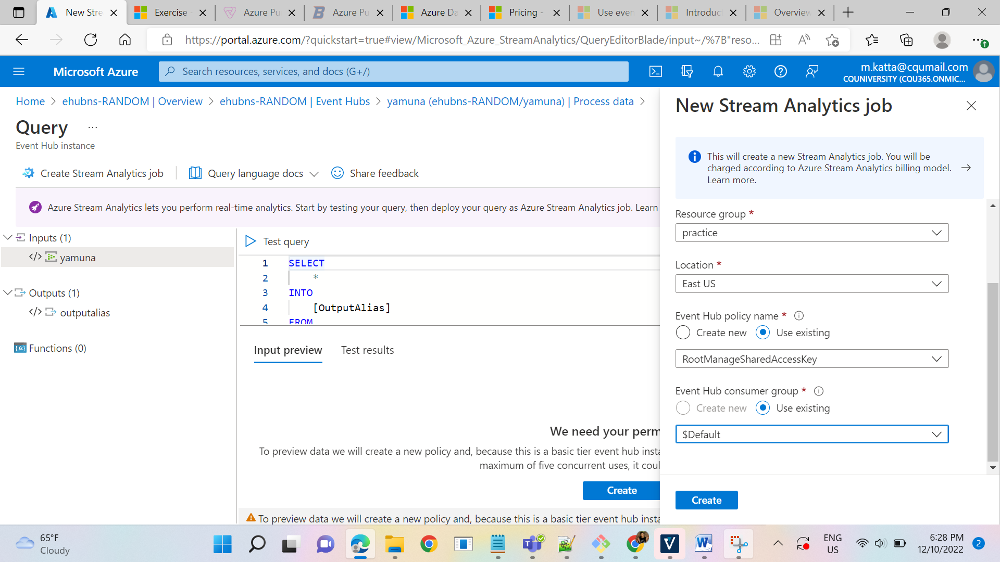 New Stre
Exercise -
Azure Pu
Azure Pu
Azure Da
Pricing -
Use even
Introduct
Overview
https://portal.azure.com/?quickstart=true#view/Microsoft_Azure_StreamAnalytics/QueryEditorBlade/input~/%7B"reso...
Microsoft Azure
Search resources, services, and docs (G+/)
m.katta@cqumail.com
CQUNIVERSITY (CQU365.ONMIC...
Home > ehubns-RANDOM | Overview > ehubns-RANDOM | Event Hubs > yamuna (ehubns-RANDOM/yamuna) | Process data >
Query ...
Event Hub instance
Create Stream Analytics job
Query language docs
Share feedback
Azure Stream Analytics lets you perform real-time analytics. Start by testing your query, then deploy your query as Azure Stream Analytics job. Learn
Inputs (1)
yamuna
Outputs (1)
outputalias
Functions (0)
Test query
1 SELECT
2 *
3 INTO
4 [OutputAlias]
5 FROM
Input preview
Test results
We need your perm
To preview data we will create a new policy and, because this is a basic tier event hub insta
maximum of five concurrent uses, it coul
Create
To preview data we will create a new policy and, because this is a basic tier event hub insta
New Stream Analytics job
This will create a new Stream Analytics job. You will be
charged according to Azure Stream Analytics billing model.
Learn more.
Resource group *
practice
Location *
East US
Event Hub policy name *
Create new
Use existing
RootManageSharedAccessKey
Event Hub consumer group *
Create new
Use existing
$Default
Create
65°F
Cloudy
ENG
US
6:28 PM
12/10/2022
2